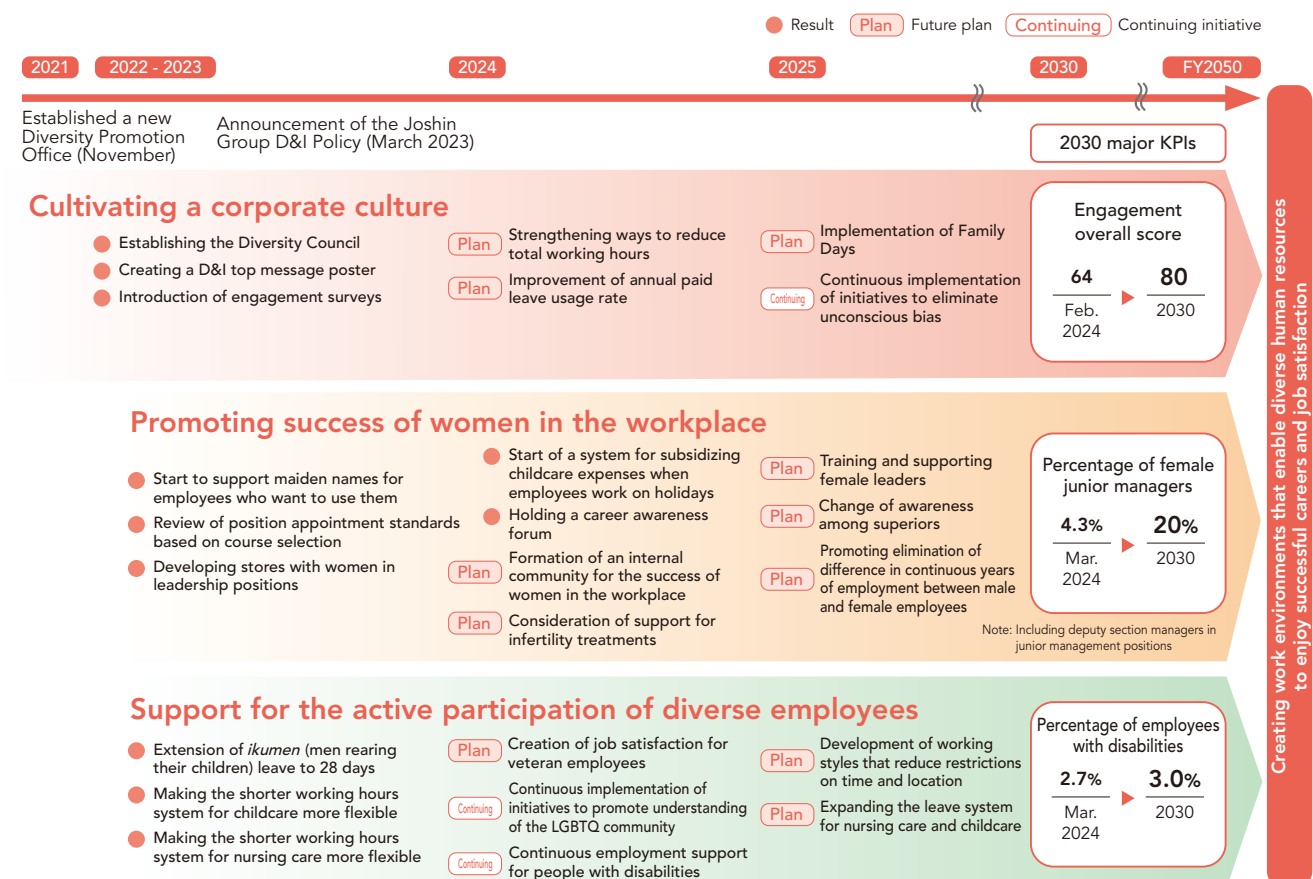 Result
Plan Future plan
Continuing Continuing initiative
2021
2022 - 2023
2024
2025
2030
FY2050
Established a new
Diversity Promotion
Office (November)
Announcement of the Joshin
Group D&I Policy (March 2023)
2030 major KPIs
Cultivating a corporate culture
Establishing the Diversity Council
Creating a D&I top message poster
Introduction of engagement surveys
Plan
Strengthening ways to reduce
total working hours
Plan
Improvement of annual paid
leave usage rate
Plan
Implementation of Family
Days
Continuing
Continuous implementation
of initiatives to eliminate
unconscious bias
Engagement
overall score
64
Feb.
2024
80
2030
Promoting success of women in the workplace
Start to support maiden names for
employees who want to use them
Review of position appointment standards
based on course selection
Developing stores with women in
leadership positions
Start of a system for subsidizing
childcare expenses when
employees work on holidays
Holding a career awareness
forum
Plan
Formation of an internal
community for the success of
women in the workplace
Plan
Consideration of support for
infertility treatments
Plan
Training and supporting
female leaders
Plan
Change of awareness
among superiors
Plan
Promoting elimination of
difference in continuous years
of employment between male
and female employees
Percentage of female
junior managers
4.3%
Mar.
2024
20%
2030
Note: Including deputy section managers in
junior management positions
Support for the active participation of diverse employees
Extension of ikumen (men rearing
their children) leave to 28 days
Making the shorter working hours
system for childcare more flexible
Making the shorter working hours
system for nursing care more flexible
Plan
Creation of job satisfaction for
veteran employees
Continuing
Continuous implementation of
initiatives to promote understanding
of the LGBTQ community
Continuing
Continuous employment support
for people with disabilities
Plan
Development of working
styles that reduce restrictions
on time and location
Plan
Expanding the leave system
for nursing care and childcare
Percentage of employees
with disabilities
2.7%
Mar.
2024
3.0%
2030
Creating work environments that enable diverse human resources
to enjoy successful careers and job satisfaction